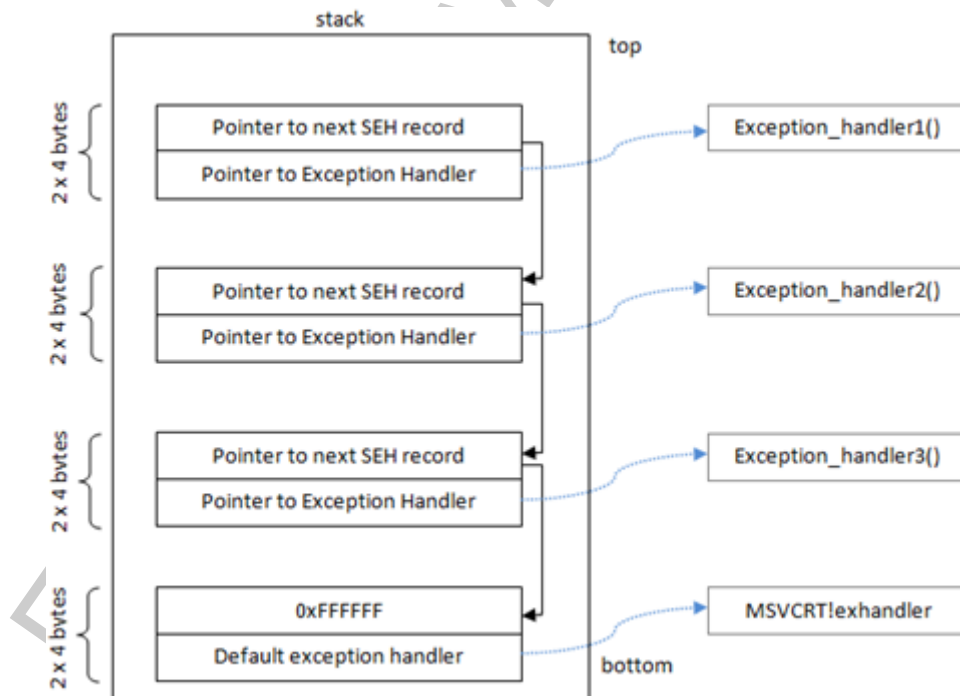 stack
top
2 x 4 bytes
Pointer to next SEH record
Pointer to Exception Handler
Exception_handler1()
2 x 4 bytes
Pointer to next SEH record
Pointer to Exception Handler
Exception_handler2()
2 x 4 bytes
Pointer to next SEH record
Pointer to Exception Handler
Exception_handler3()
2 x 4 bytes
0xFFFFFF
Default exception handler
MSVCRT!exhandler
bottom